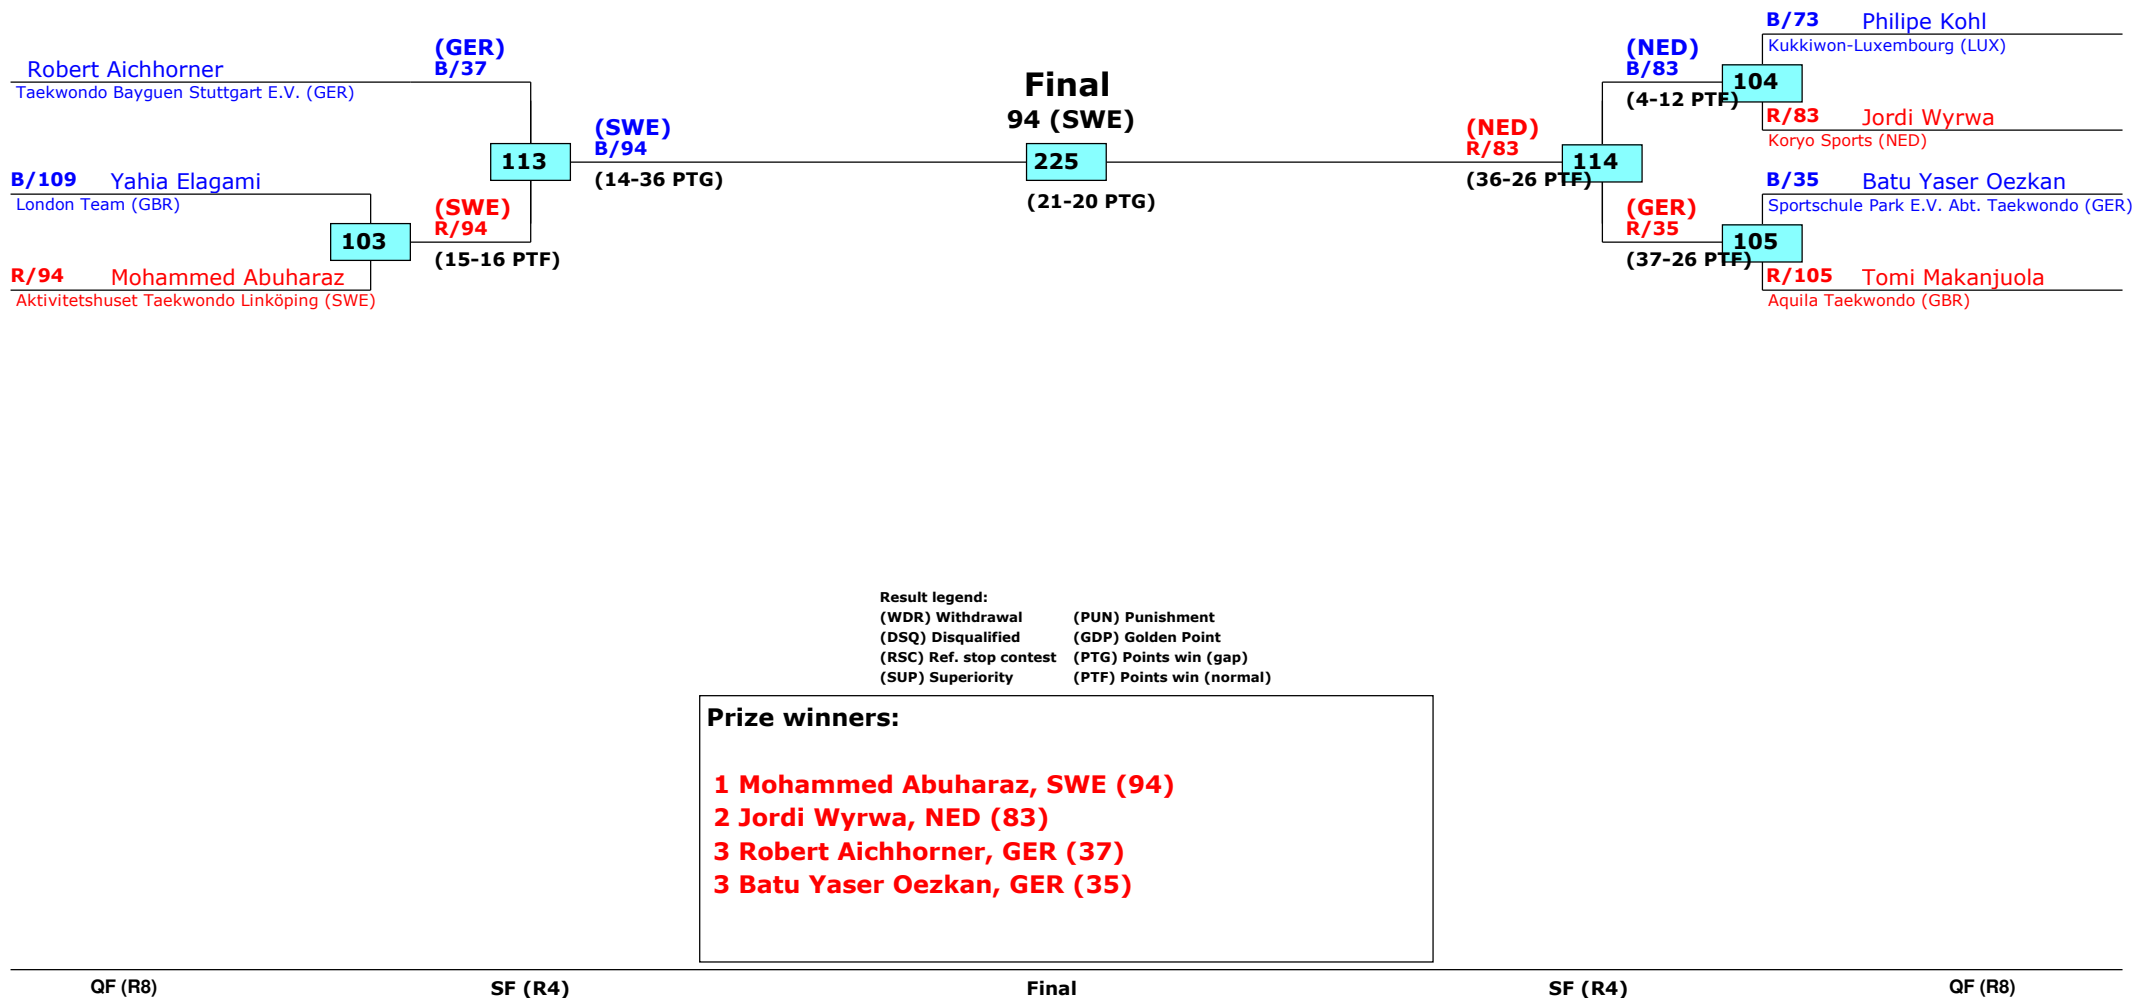 (GER)
B/37
Robert Aichhorner
Taekwondo Bayguen Stuttgart E.V. (GER)
113
(SWE)
B/94
(14-36 PTG)
B/109 Yahia Elagami
London Team (GBR)
103
(SWE)
R/94
(15-16 PTF)
R/94 Mohammed Abuharaz
Aktivitetshuset Taekwondo Linköping (SWE)
Final
94 (SWE)
225
(21-20 PTG)
(NED)
R/83
(36-26 PTF)
114
(NED)
B/83
(4-12 PTF)
104
B/73 Philipe Kohl
Kukkiwon-Luxembourg (LUX)
R/83 Jordi Wyrwa
Koryo Sports (NED)
(GER)
R/35
(37-26 PTF)
105
B/35 Batu Yaser Oezkan
Sportschule Park E.V. Abt. Taekwondo (GER)
R/105 Tomi Makanjuola
Aquila Taekwondo (GBR)
Result legend:
(WDR) Withdrawal (PUN) Punishment
(DSQ) Disqualified (GDP) Golden Point
(RSC) Ref. stop contest (PTG) Points win (gap)
(SUP) Superiority (PTF) Points win (normal)
Prize winners:
1 Mohammed Abuharaz, SWE (94)
2 Jordi Wyrwa, NED (83)
3 Robert Aichhorner, GER (37)
3 Batu Yaser Oezkan, GER (35)
QF (R8) SF (R4) Final SF (R4) QF (R8)